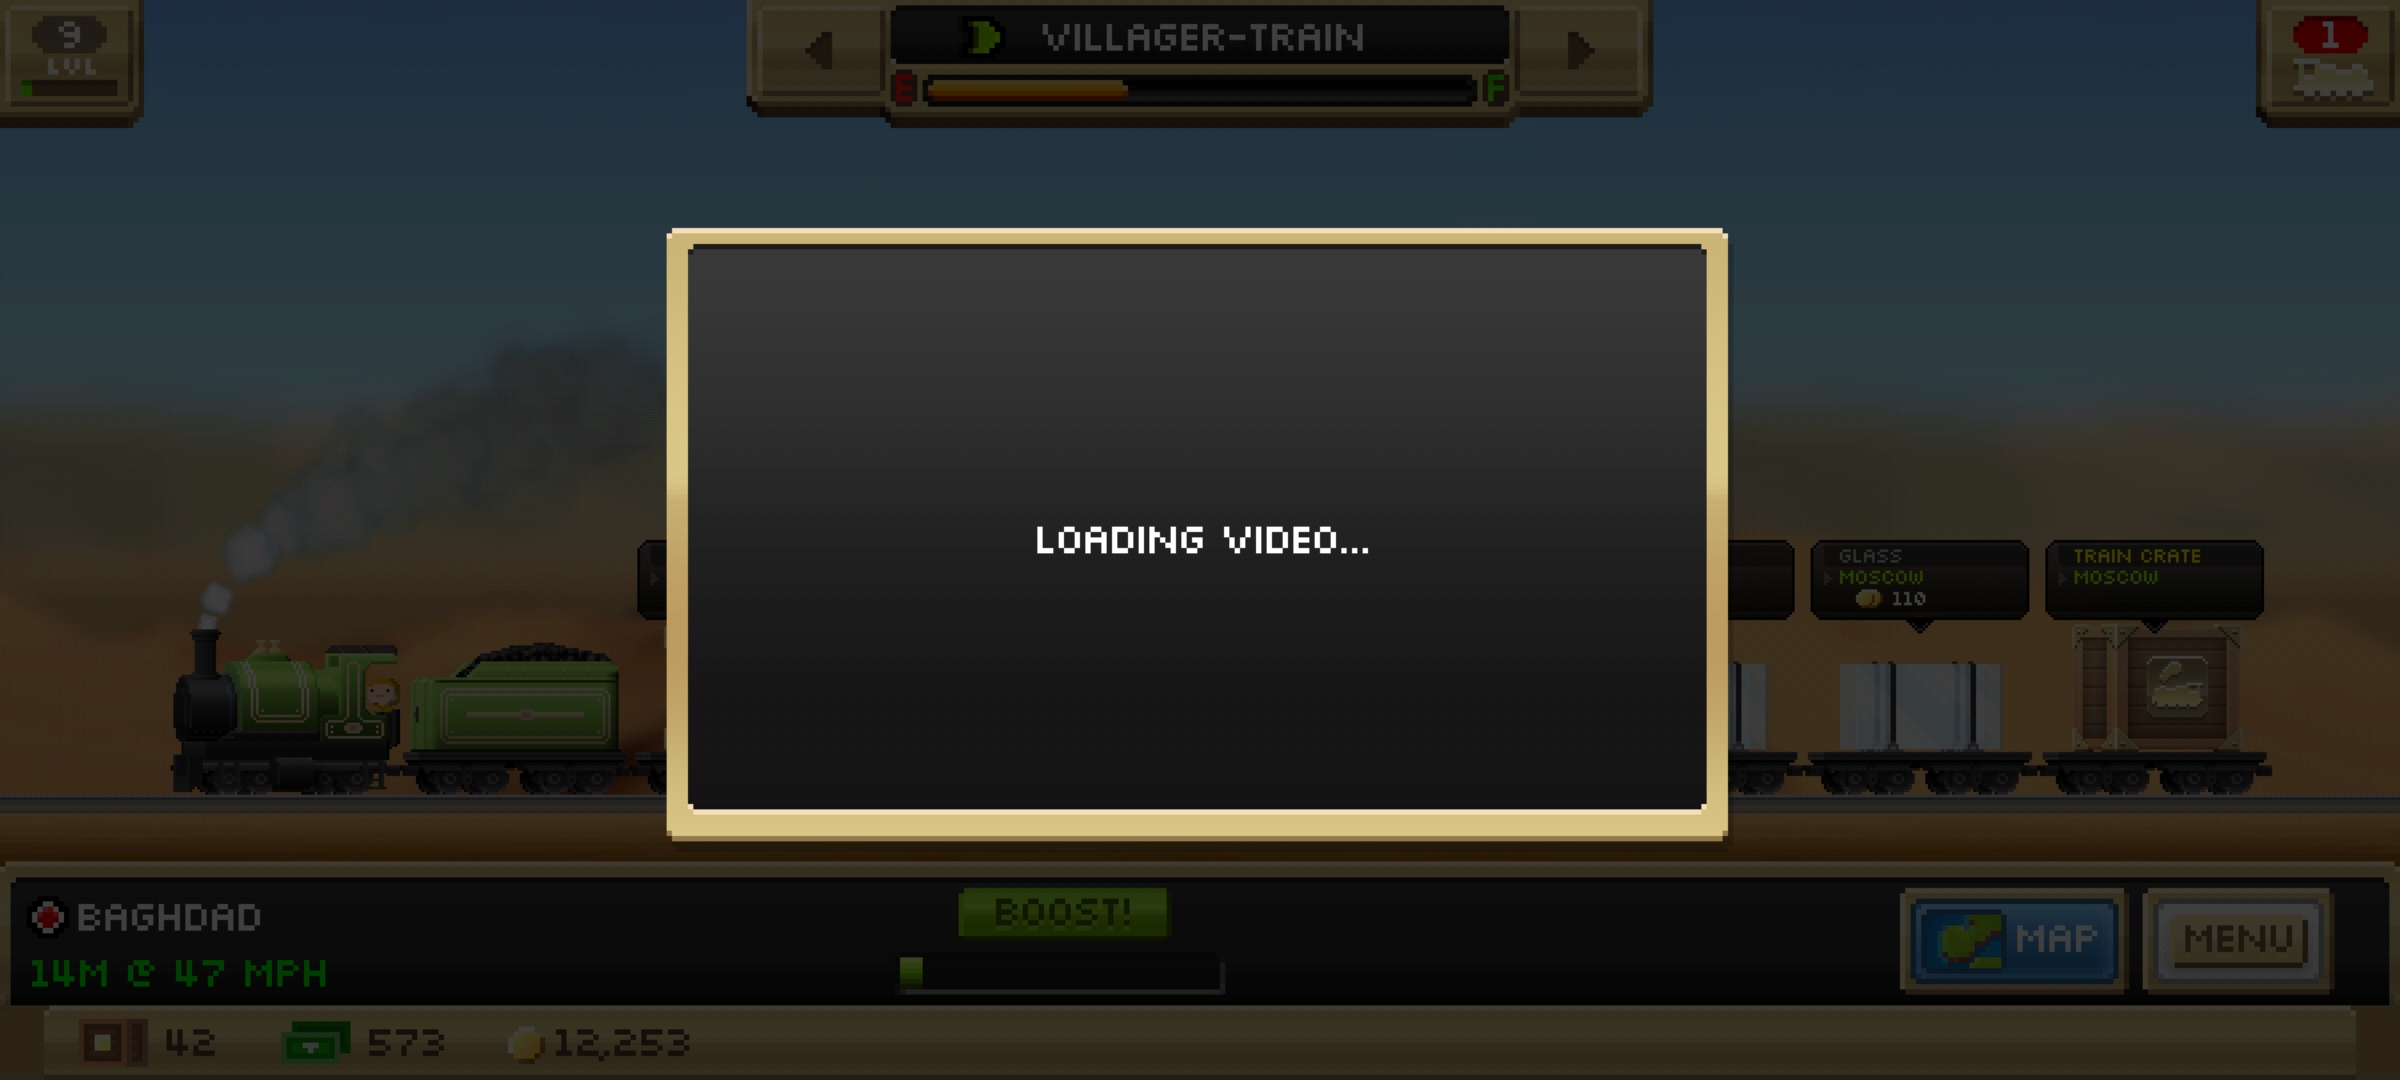 9
LVL
VILLAGER-TRAIN
E
F
1
LOADING VIDEO...
GLASS
MOSCOW
110
TRAIN CRATE
MOSCOW
BAGHDAD
14M @ 47 MPH
BOOST!
MAP
MENU
42
573
12,253